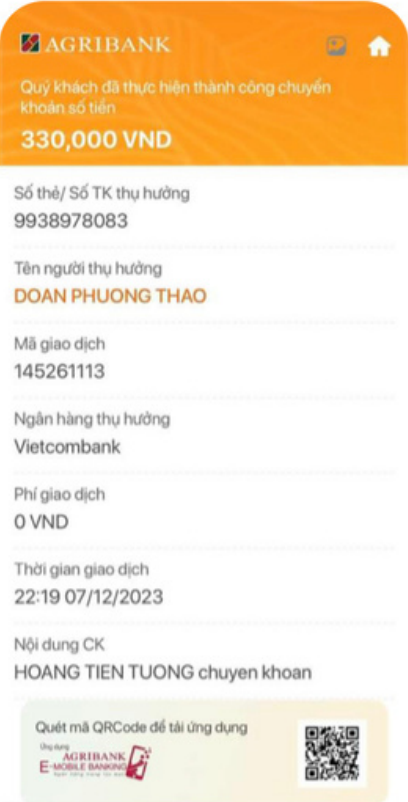 AGRIBANK
Quý khách đã thực hiện thành công chuyển
khoản số tiền
330,000 VND
Số thẻ/ Số TK thụ hưởng
9938978083
Tên người thụ hưởng
DOAN PHUONG THAO
Mã giao dịch
145261113
Ngân hàng thụ hưởng
Vietcombank
Phí giao dịch
0 VND
Thời gian giao dịch
22:19 07/12/2023
Nội dung CK
HOANG TIEN TUONG chuyen khoan
Quét mã QRCode để tải ứng dụng
Ứng dụng
AGRIBANK
E-MOBILE BANKING